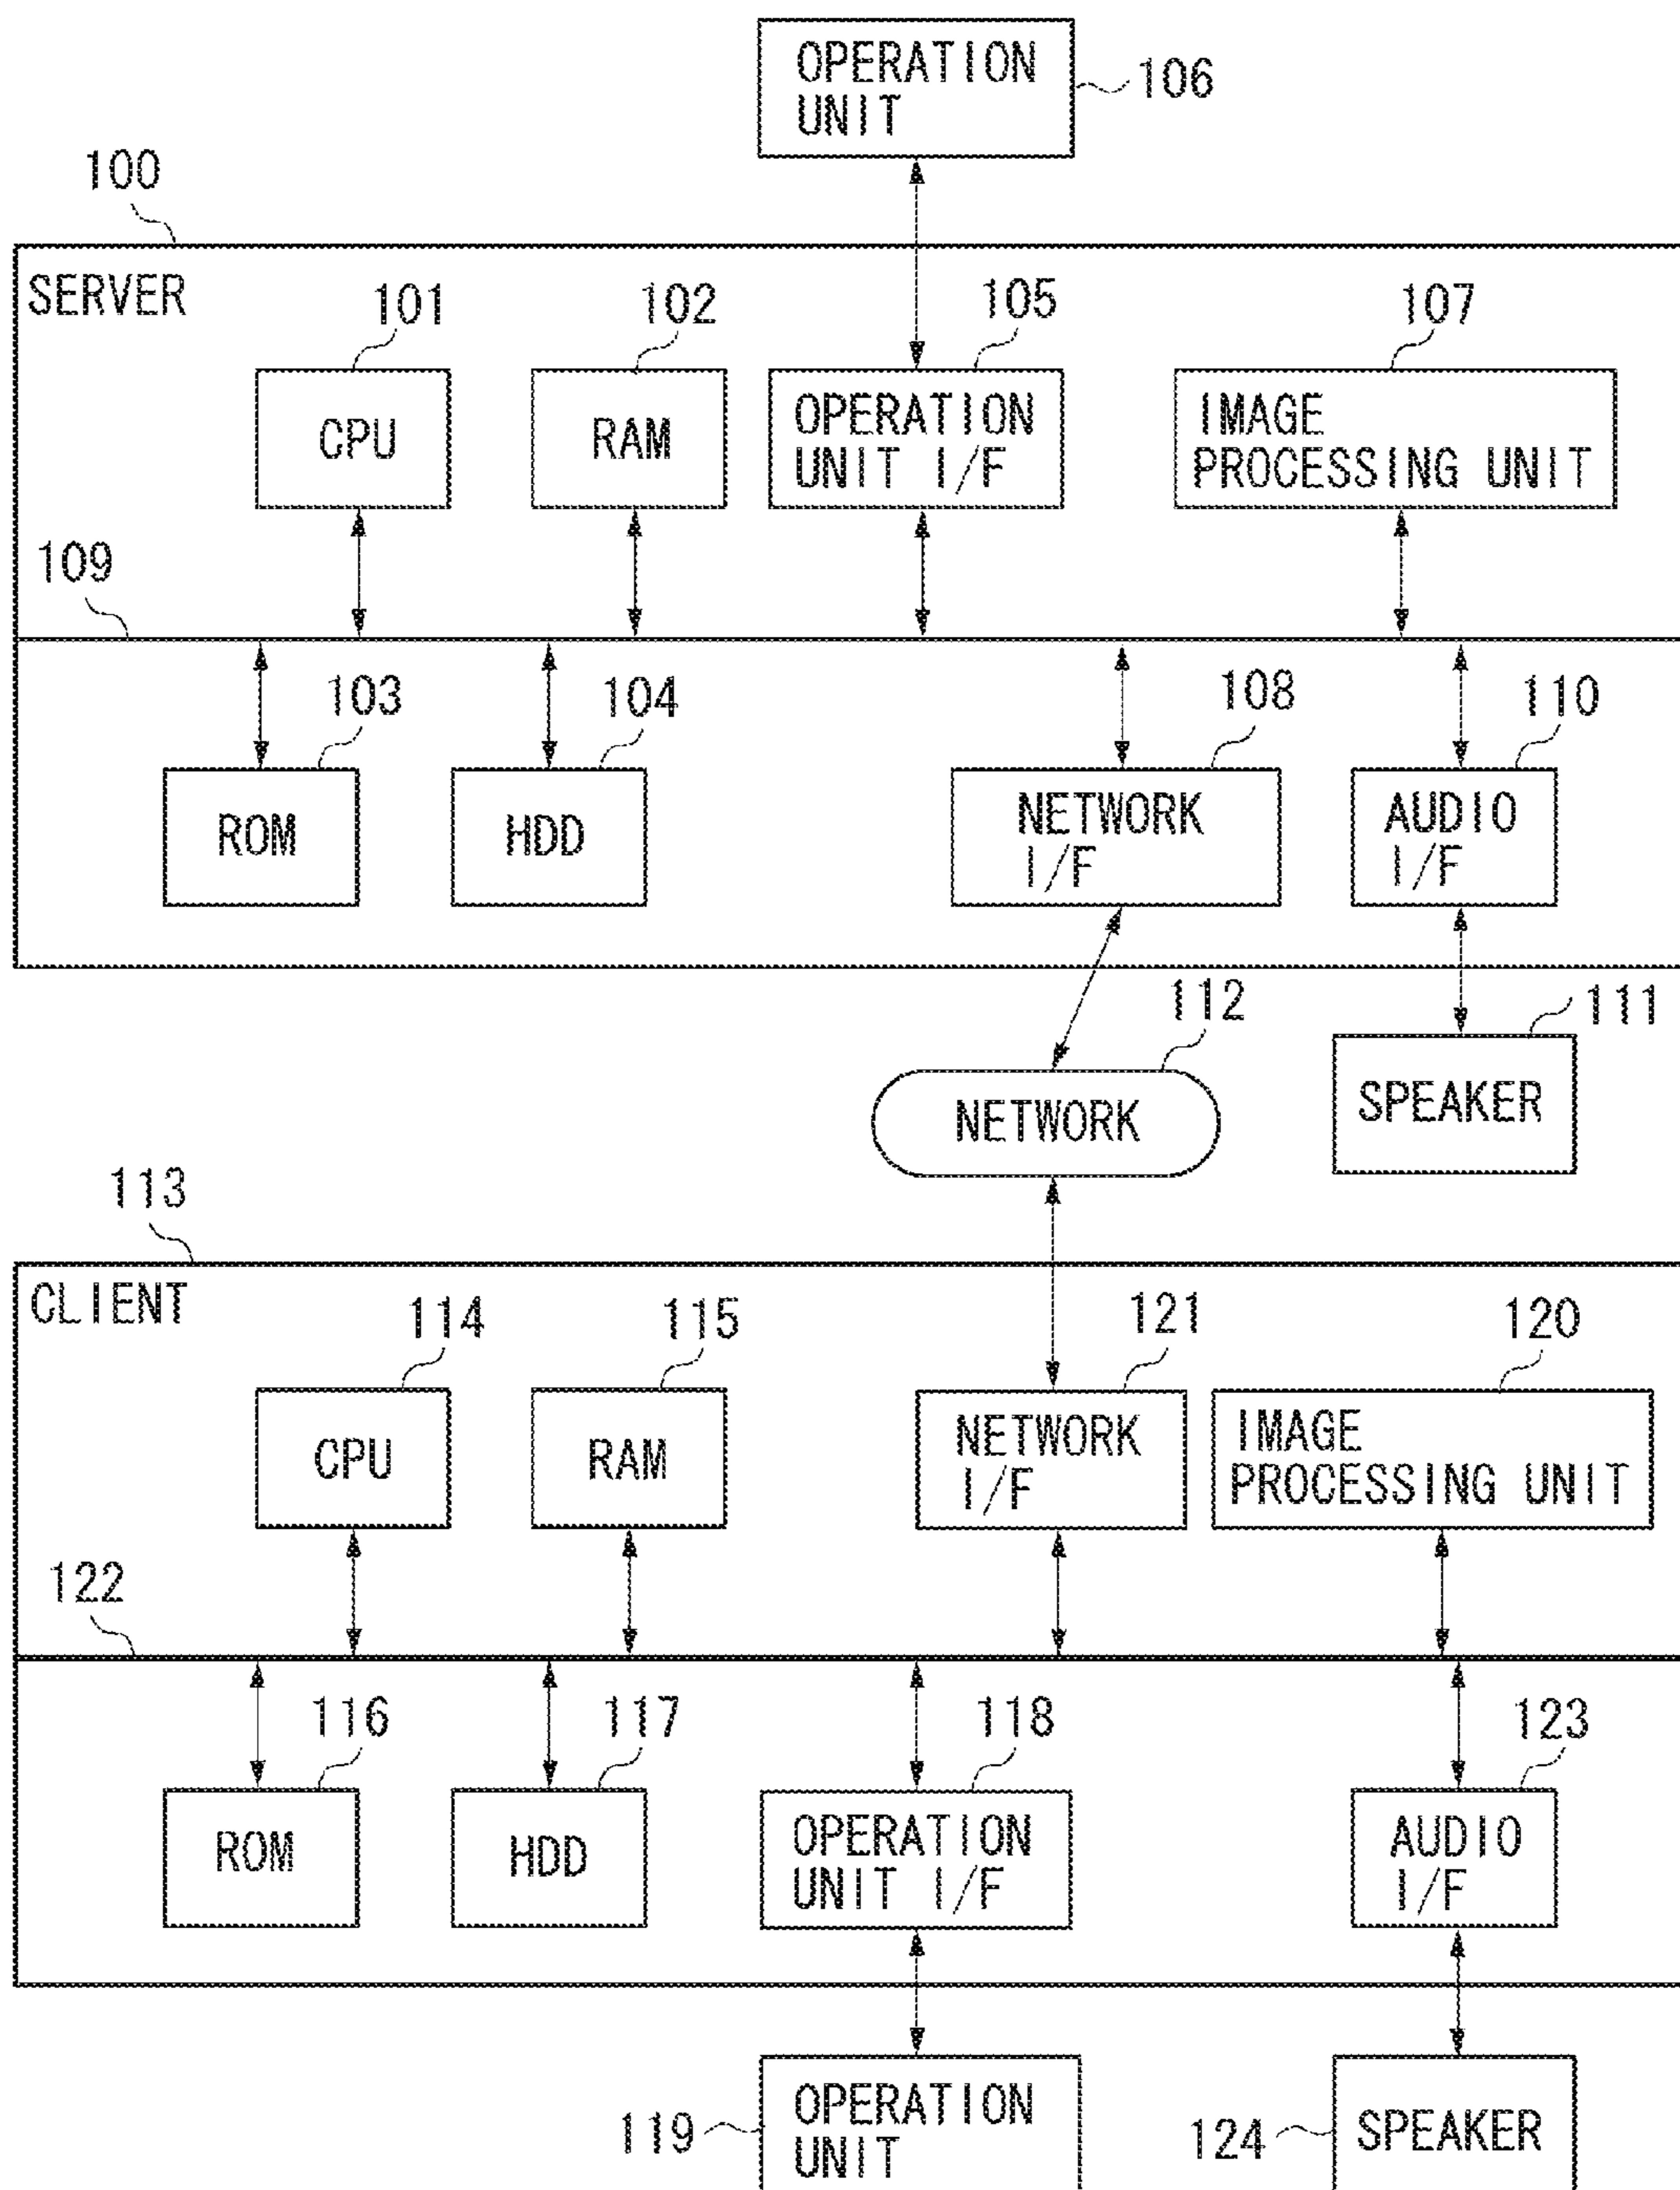 OPERATION
UNIT
106
100
SERVER
101
102
105
107
CPU
RAM
OPERATION
UNIT I/F
IMAGE
PROCESSING UNIT
109
103
104
108
110
ROM
HDD
NETWORK
I/F
AUDIO
I/F
112
111
NETWORK
SPEAKER
113
CLIENT
114
115
121
120
CPU
RAM
NETWORK
I/F
IMAGE
PROCESSING UNIT
122
116
117
118
123
ROM
HDD
OPERATION
UNIT I/F
AUDIO
I/F
119
OPERATION
UNIT
124
SPEAKER